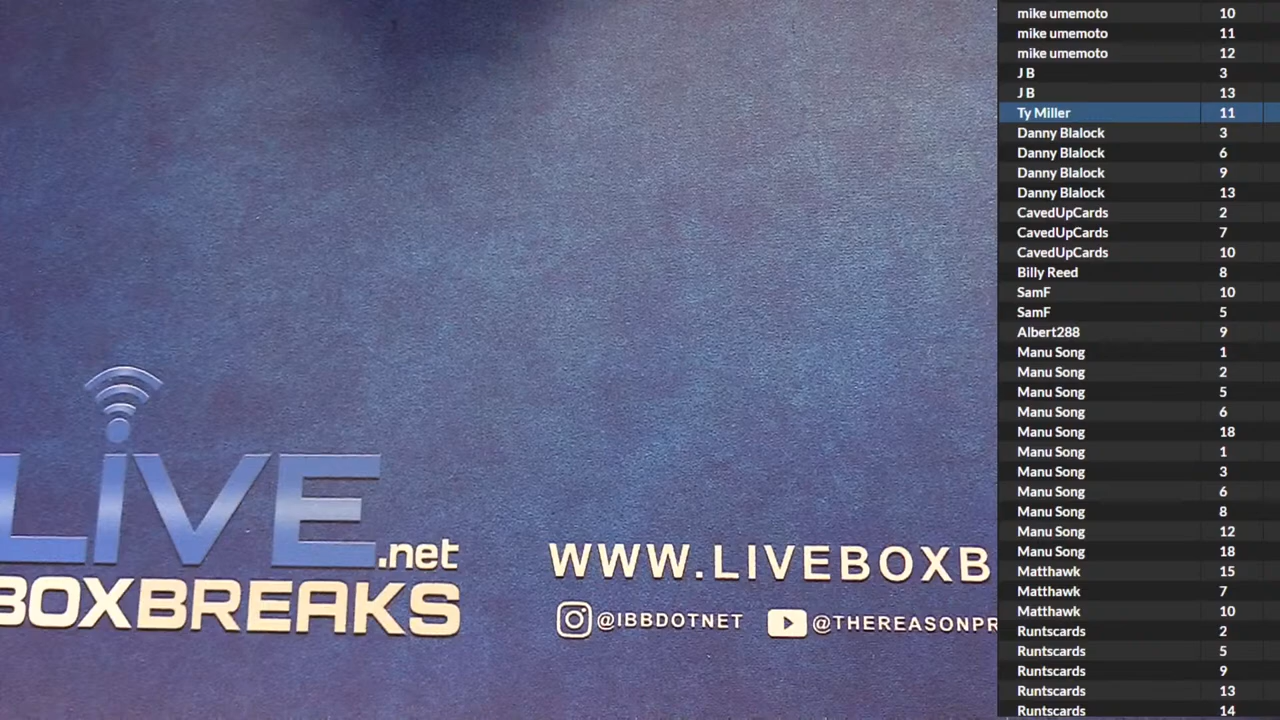 mike umemoto 10
mike umemoto 11
mike umemoto 12
J B 3
J B 13
Ty Miller 11
Danny Blalock 3
Danny Blalock 6
Danny Blalock 9
Danny Blalock 13
CavedUpCards 2
CavedUpCards 7
CavedUpCards 10
Billy Reed 8
SamF 10
SamF 5
Albert288 9
Manu Song 1
Manu Song 2
Manu Song 5
Manu Song 6
Manu Song 18
Manu Song 1
Manu Song 3
Manu Song 6
Manu Song 8
Manu Song 12
Manu Song 18
Matthawk 15
Matthawk 7
Matthawk 10
Runtscards 2
Runtscards 5
Runtscards 9
Runtscards 13
Runtscards 14
LiVE.net
BOXBREAKS
WWW.LIVEBOXB
@IBBDOTNET @THEREASONPR